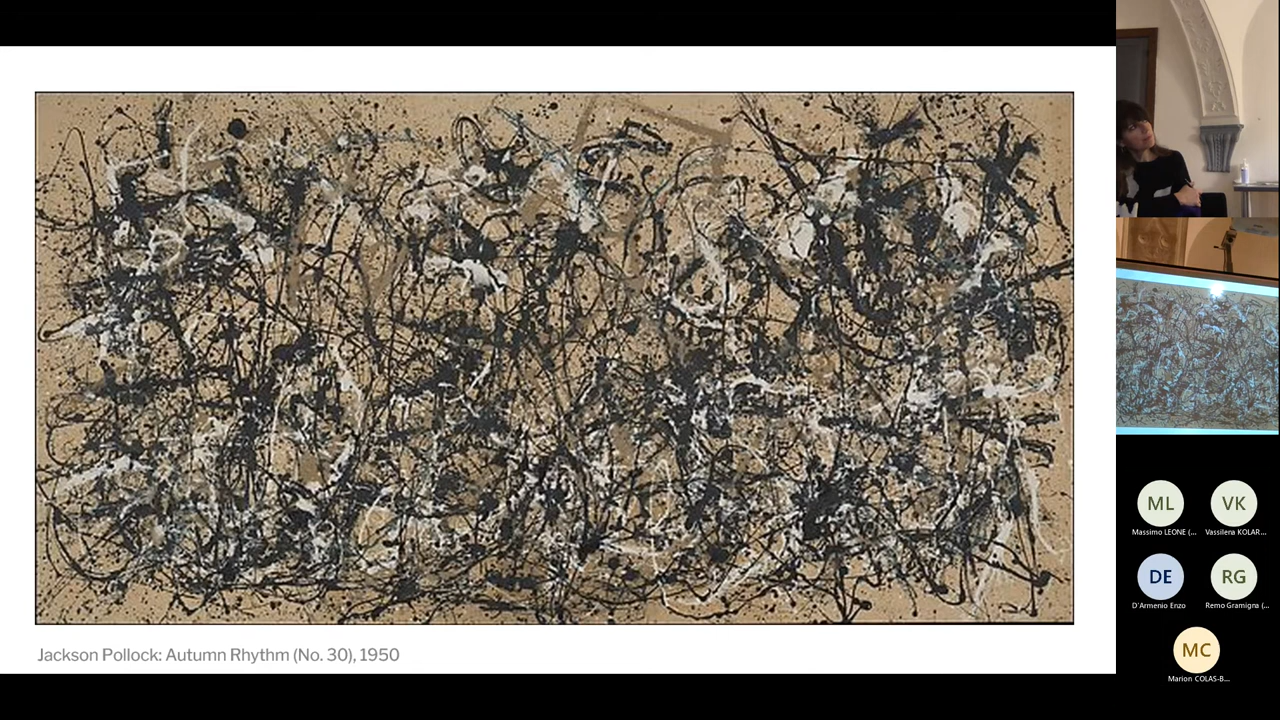 Jackson Pollock: Autumn Rhythm (No. 30), 1950
ML
VK
Massimo LEONE (...
Vassilena KOLAR...
DE
RG
D'Armenio Enzo
Remo Gramigna (...
MC
Marion COLAS-B...